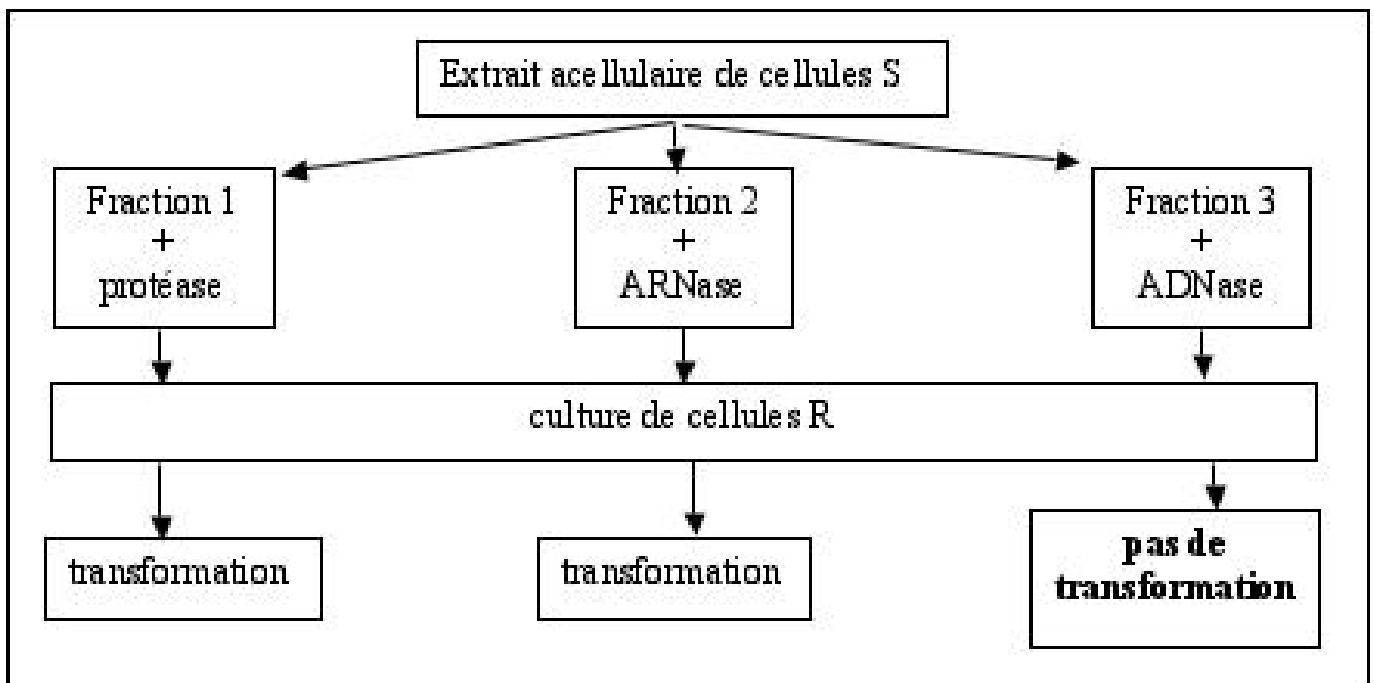 Extrait acellulaire de cellules S
Fraction 1
+
protéase
Fraction 2
+
ARNase
Fraction 3
+
ADNase
culture de cellules R
transformation
transformation
pas de
transformation